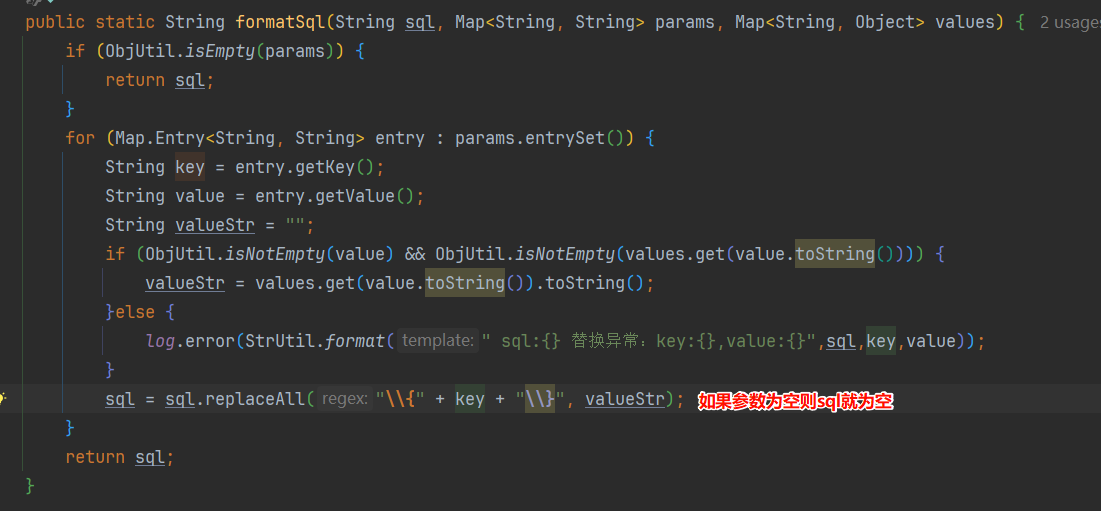 public static String formatSql(String sql, Map<String, String> params, Map<String, Object> values) { 2 usages
if (ObjUtil.isEmpty(params)) {
return sql;
}
for (Map.Entry<String, String> entry : params.entrySet()) {
String key = entry.getKey();
String value = entry.getValue();
String valueStr = "";
if (ObjUtil.isNotEmpty(value) && ObjUtil.isNotEmpty(values.get(value.toString()))) {
valueStr = values.get(value.toString()).toString();
}else {
log.error(StrUtil.format( template: " sql:{} 替换异常：key:{},value:{}",sql,key,value));
}
sql = sql.replaceAll( regex: "\\{" + key + "\\}", valueStr); 如果参数为空则sql就为空
}
return sql;
}